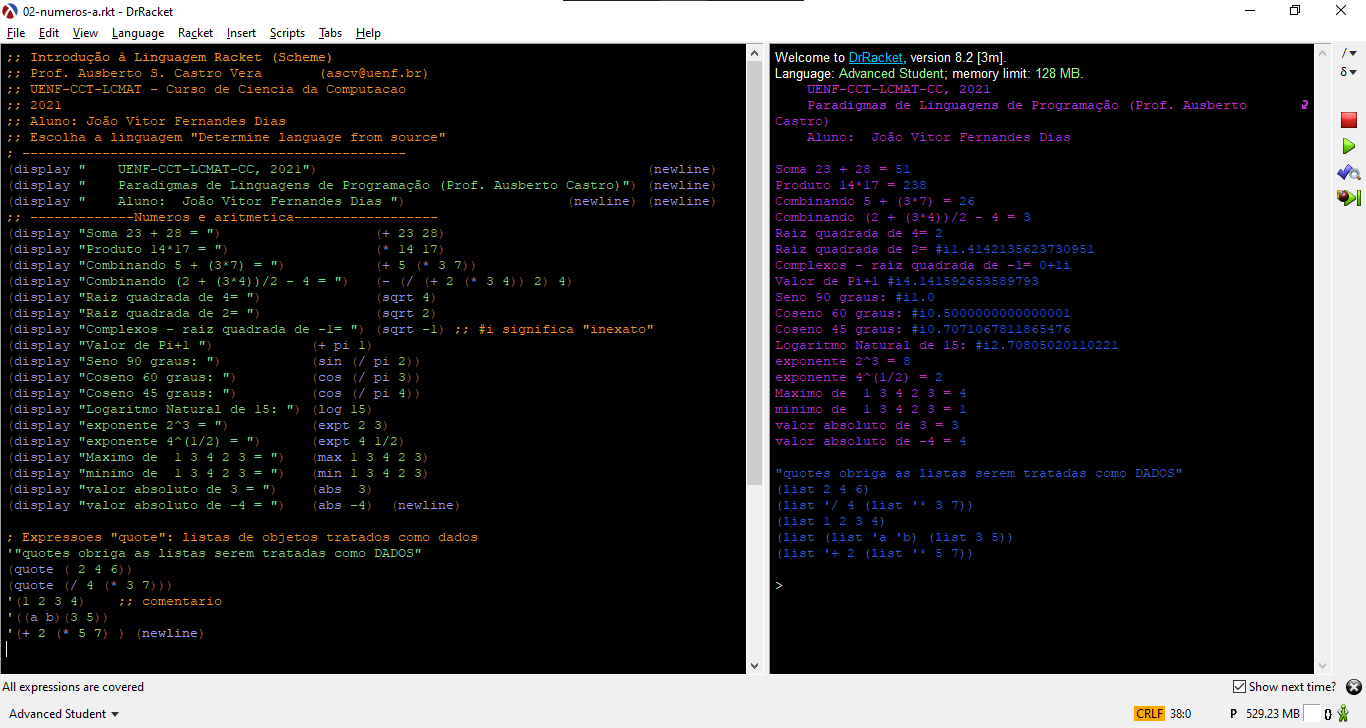 02-numeros-a.rkt - DrRacket
File Edit View Language Racket Insert Scripts Tabs Help
;; Introdução à Linguagem Racket (Scheme)
;; Prof. Ausberto S. Castro Vera       (ascv@uenf.br)
;; UENF-CCT-LCMAT - Curso de Ciencia da Computacao
;; 2021
;; Aluno: João Vítor Fernandes Dias
;; Escolha a linguagem "Determine language from source"
; ------------------------------------------------
(display "    UENF-CCT-LCMAT-CC, 2021")                                       (newline)
(display "    Paradigmas de Linguagens de Programação (Prof. Ausberto Castro)")  (newline)
(display "    Aluno:  João Vítor Fernandes Dias ")                    (newline)  (newline)
;; -------------Numeros e aritmetica------------------
(display "Soma 23 + 28 = ")                   (+ 23 28)
(display "Produto 14*17 = ")                  (* 14 17)
(display "Combinando 5 + (3*7) = ")           (+ 5 (* 3 7))
(display "Combinando (2 + (3*4))/2 - 4 = ")   (- (/ (+ 2 (* 3 4)) 2) 4)
(display "Raiz quadrada de 4= ")              (sqrt 4)
(display "Raiz quadrada de 2= ")              (sqrt 2)
(display "Complexos - raiz quadrada de -1= ") (sqrt -1) ;; #i significa "inexato"
(display "Valor de Pi+1 ")            (+ pi 1)
(display "Seno 90 graus: ")           (sin (/ pi 2))
(display "Coseno 60 graus: ")         (cos (/ pi 3))
(display "Coseno 45 graus: ")         (cos (/ pi 4))
(display "Logaritmo Natural de 15: ") (log 15)
(display "exponente 2^3 = ")          (expt 2 3)
(display "exponente 4^(1/2) = ")      (expt 4 1/2)
(display "Maximo de  1 3 4 2 3 = ")   (max 1 3 4 2 3)
(display "minimo de  1 3 4 2 3 = ")   (min 1 3 4 2 3)
(display "valor absoluto de 3 = ")    (abs  3)
(display "valor absoluto de -4 = ")   (abs -4)  (newline)
; Expressoes "quote": listas de objetos tratados como dados
'"quotes obriga as listas serem tratadas como DADOS"
(quote ( 2 4 6))
(quote (/ 4 (* 3 7)))
'(1 2 3 4)    ;; comentario
'((a b)(3 5))
'(+ 2 (* 5 7) ) (newline)
Welcome to DrRacket, version 8.2 [3m].
Language: Advanced Student; memory limit: 128 MB.
    UENF-CCT-LCMAT-CC, 2021
    Paradigmas de Linguagens de Programação (Prof. Ausberto
Castro)
    Aluno:  João Vítor Fernandes Dias
Soma 23 + 28 = 51
Produto 14*17 = 238
Combinando 5 + (3*7) = 26
Combinando (2 + (3*4))/2 - 4 = 3
Raiz quadrada de 4= 2
Raiz quadrada de 2= #i1.4142135623730951
Complexos - raiz quadrada de -1= 0+1i
Valor de Pi+1 #i4.141592653589793
Seno 90 graus: #i1.0
Coseno 60 graus: #i0.5000000000000001
Coseno 45 graus: #i0.7071067811865476
Logaritmo Natural de 15: #i2.70805020110221
exponente 2^3 = 8
exponente 4^(1/2) = 2
Maximo de  1 3 4 2 3 = 4
minimo de  1 3 4 2 3 = 1
valor absoluto de 3 = 3
valor absoluto de -4 = 4
"quotes obriga as listas serem tratadas como DADOS"
(list 2 4 6)
(list '/ 4 (list '* 3 7))
(list 1 2 3 4)
(list (list 'a 'b) (list 3 5))
(list '+ 2 (list '* 5 7))
>
All expressions are covered
Show next time?
Advanced Student
CRLF 38:0 P 529.23 MB